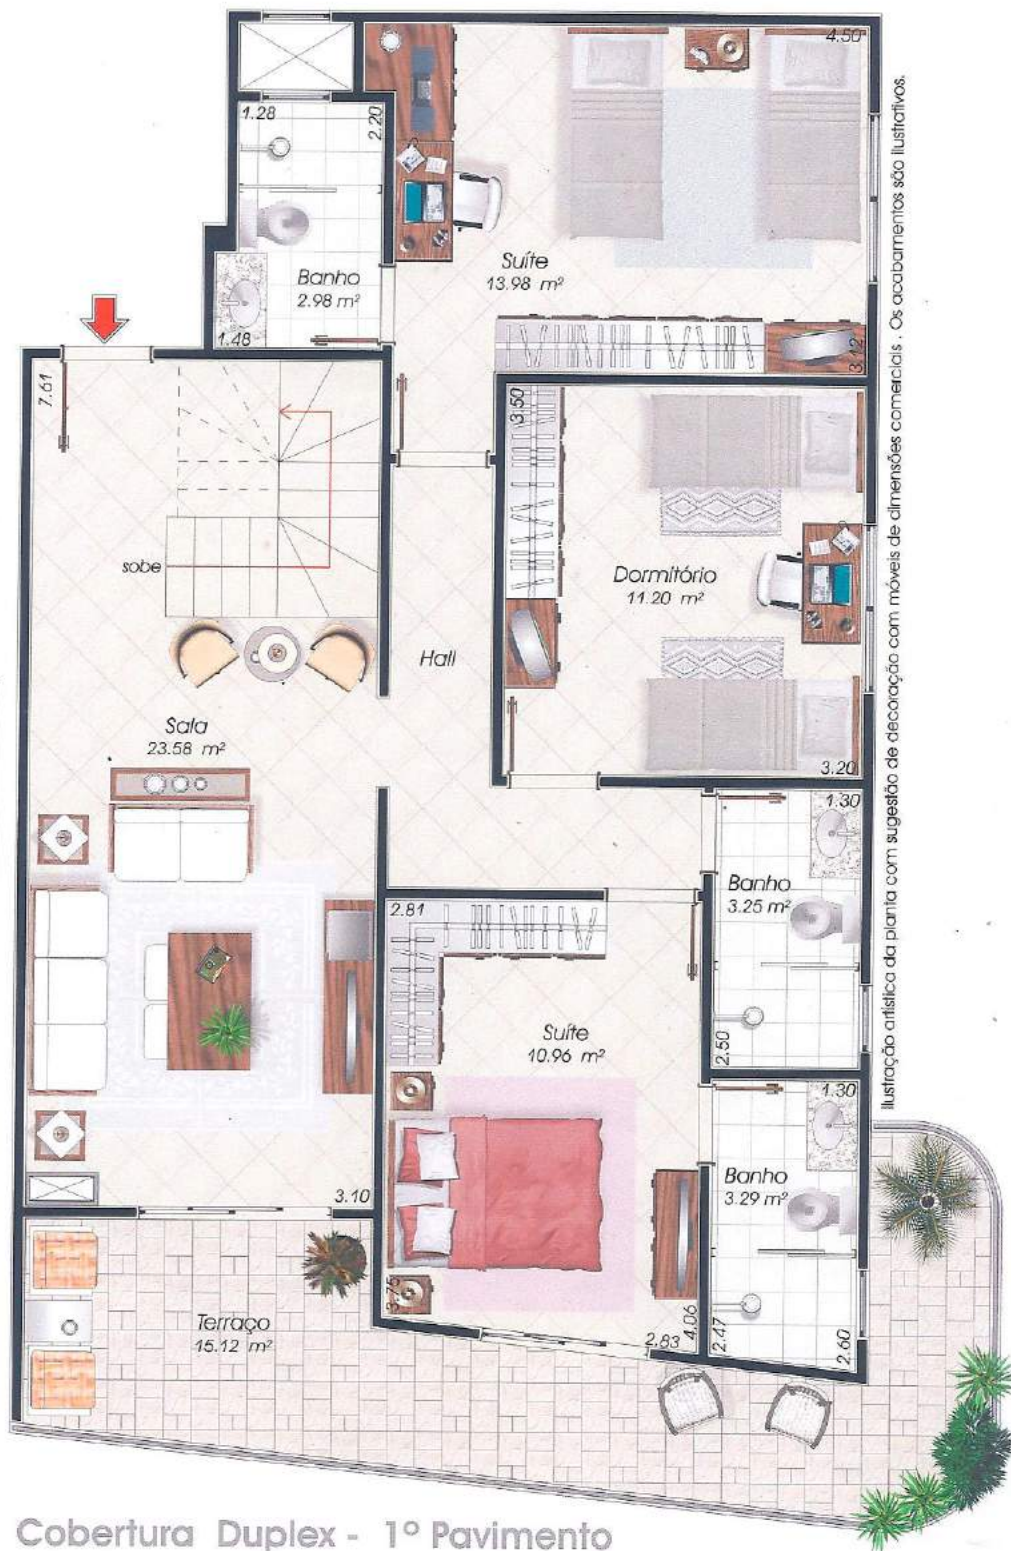 4.50
1.28
2.20
Suíte
13.98 m²
Banho
2.98 m²
1.48
3.12
7.61
3.50
sobe
Dormitório
11.20 m²
Hall
Sala
23.58 m²
3.20
1.30
Banho
3.25 m²
2.81
Suíte
10.96 m²
2.50
1.30
Banho
3.29 m²
3.10
3.75
Terraço
15.12 m²
2.83
4.06
2.47
2.60
Ilustração artística da planta com sugestão de decoração com móveis de dimensões comerciais . Os acabamentos são ilustrativos.
Cobertura Duplex - 1º Pavimento